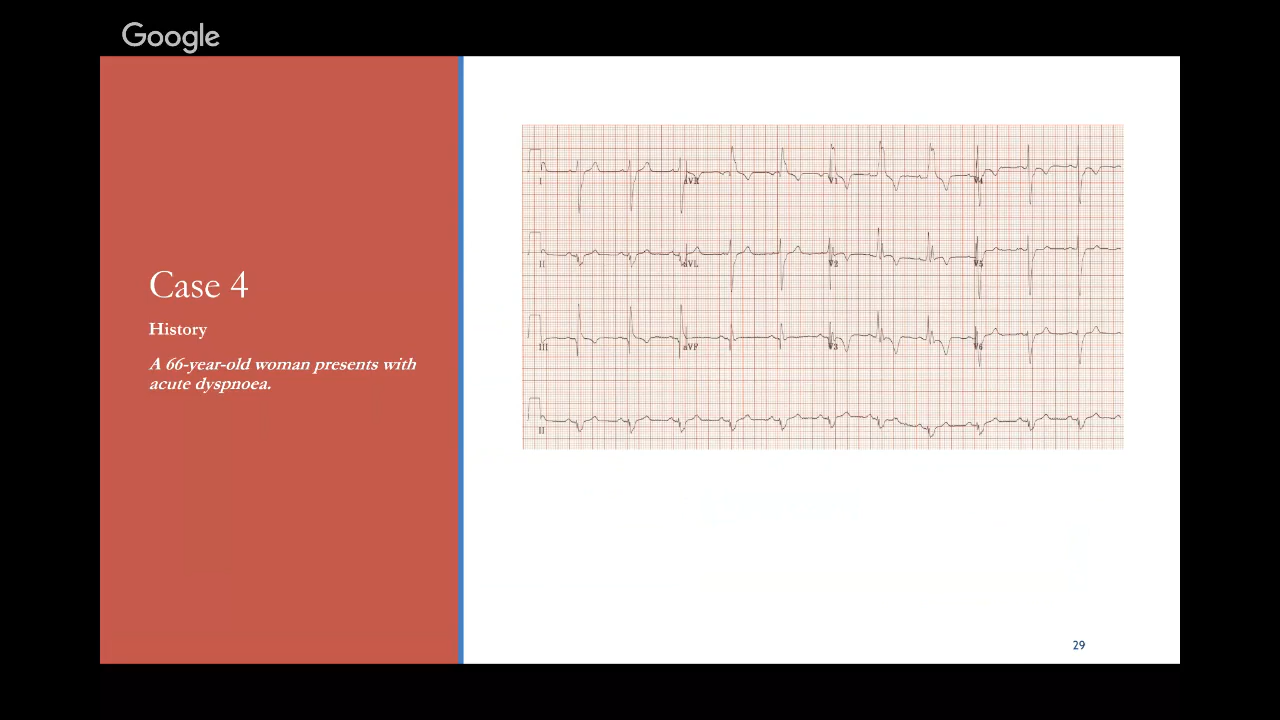 Google
Case 4
History
A 66-year-old woman presents with
acute dyspnoea.
I
aVR
V1
V4
II
aVL
V2
V5
III
aVF
V3
V6
II
29